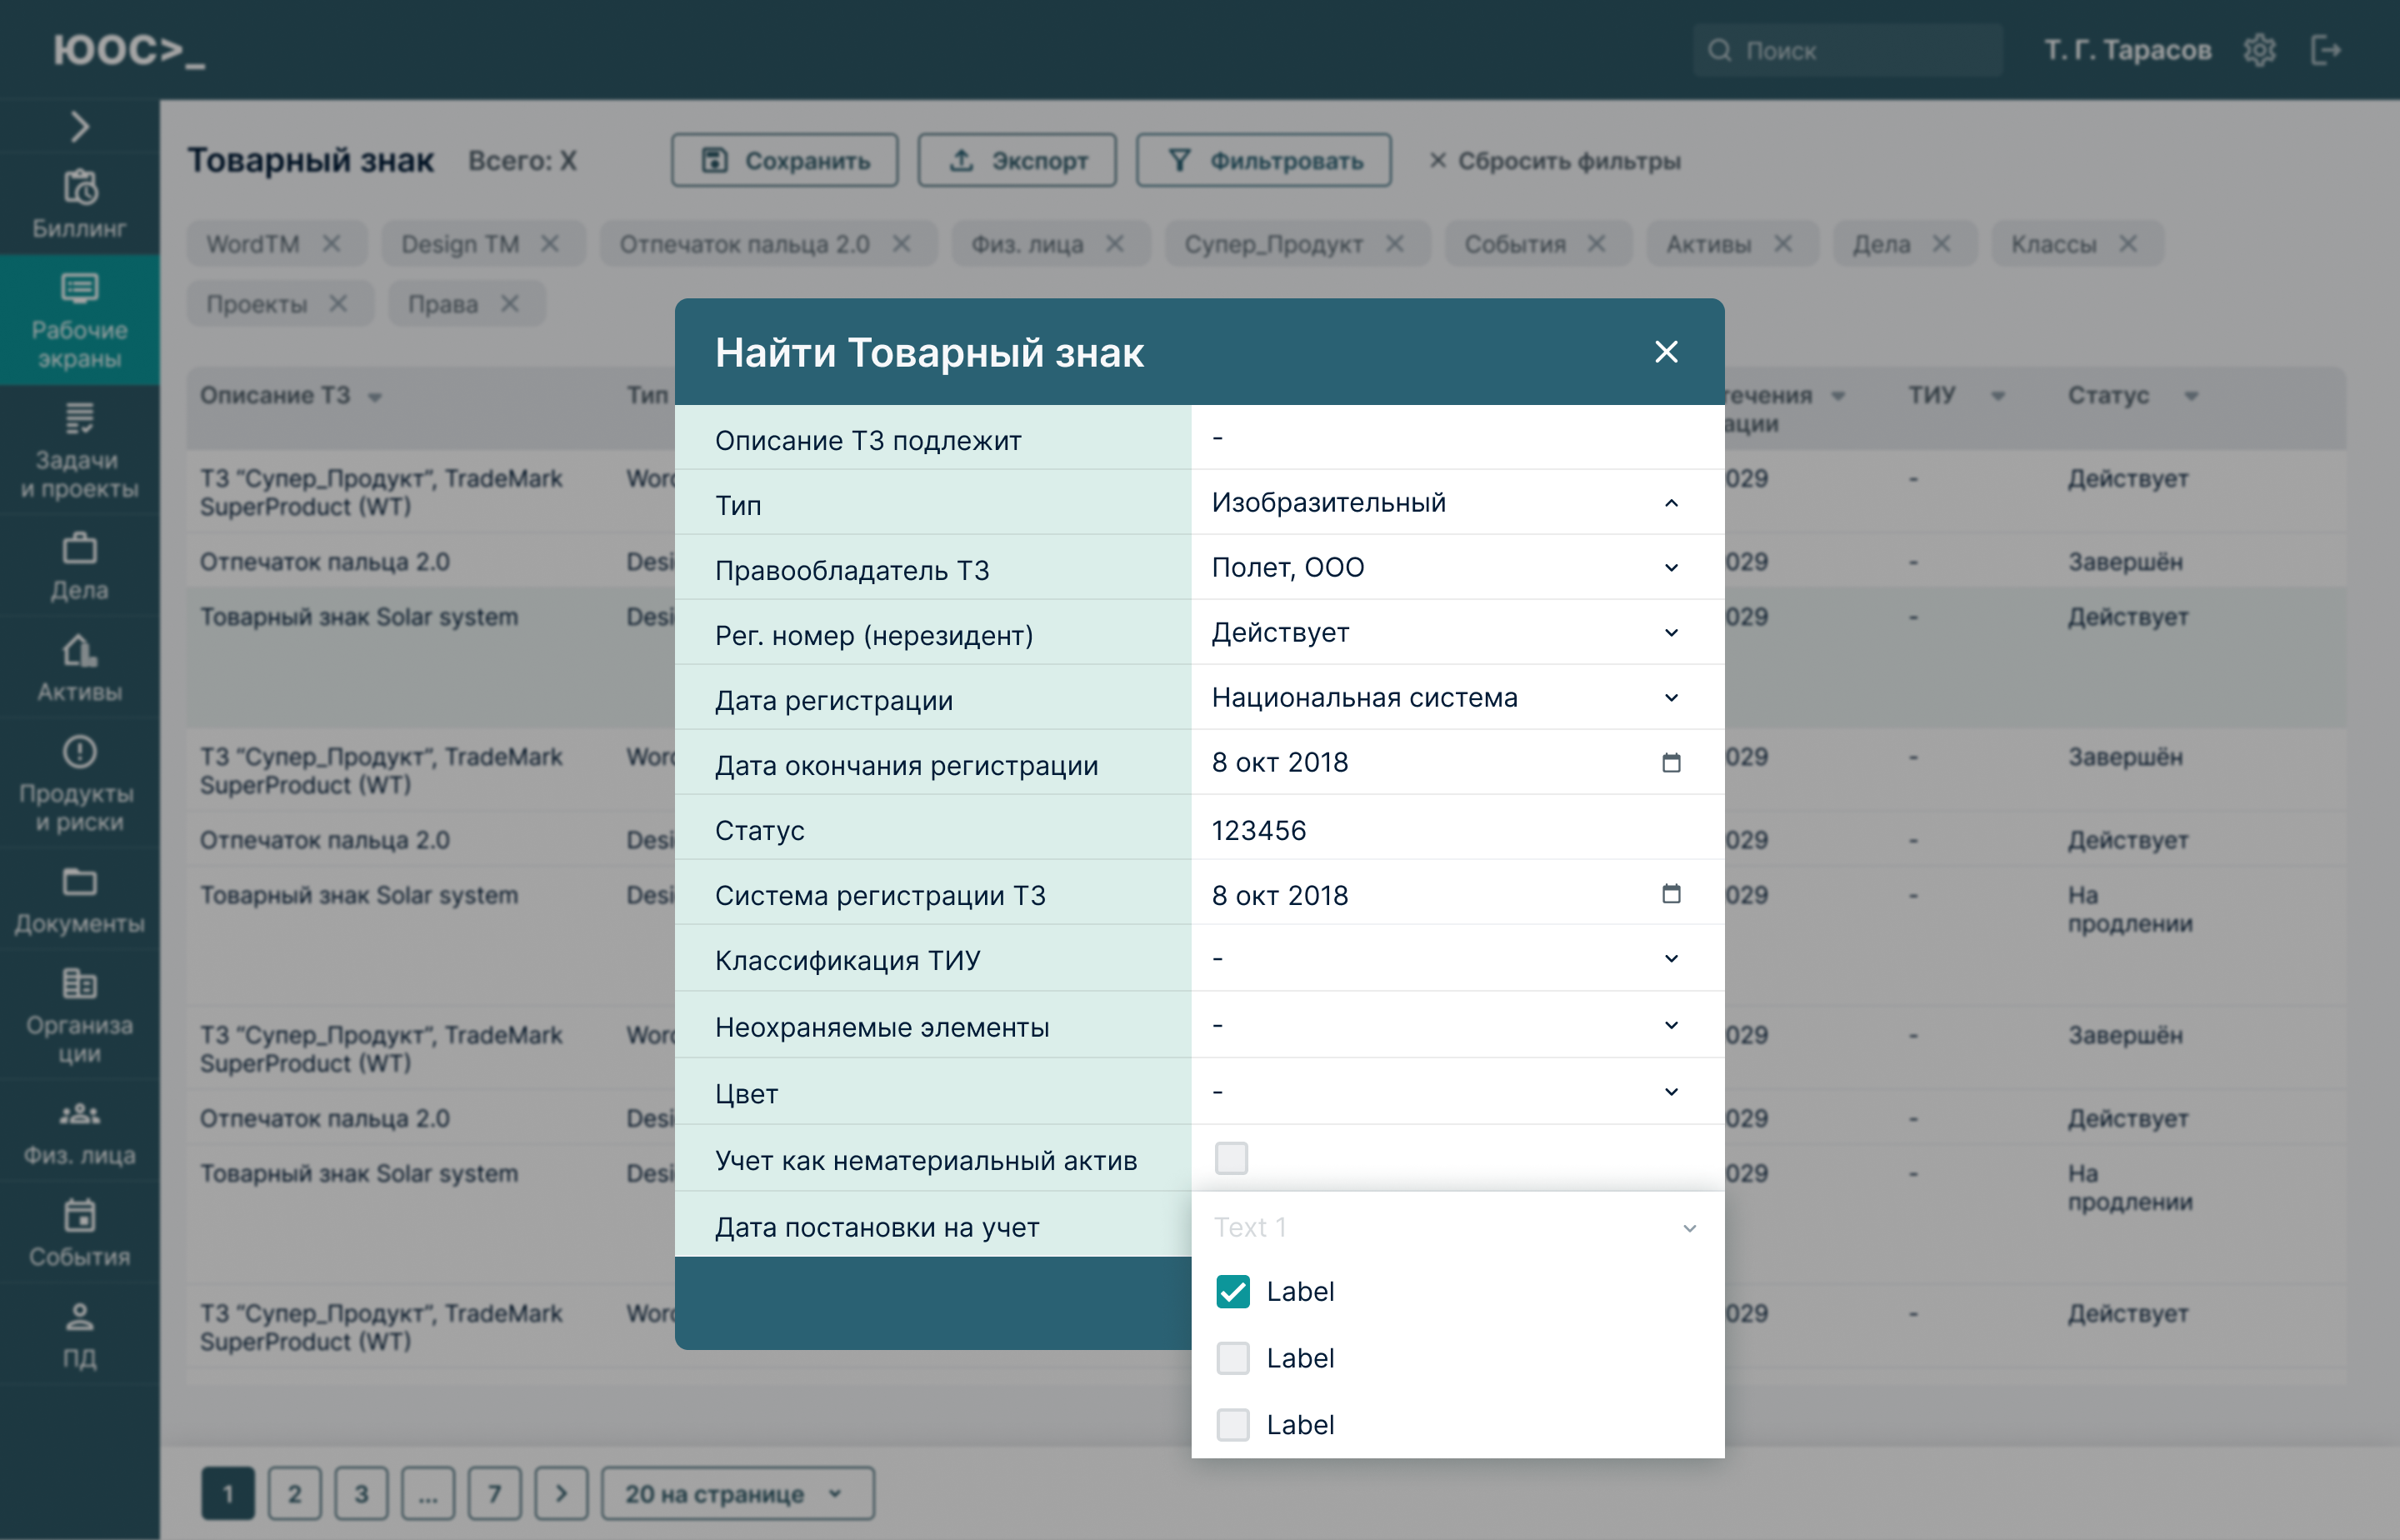 ЮОС>_
Поиск
Т. Г. Тарасов
Биллинг
Рабочие
экраны
Задачи
и проекты
Дела
Активы
Продукты
и риски
Документы
Организа
ции
Физ. лица
События
ПД
Товарный знак
Всего: X
Сохранить
Экспорт
Фильтровать
Сбросить фильтры
WordTM
Design TM
Отпечаток пальца 2.0
Физ. лица
Супер_Продукт
События
Активы
Дела
Классы
Проекты
Права
Описание ТЗ
Тип
течения
ации
ТИУ
Статус
ТЗ “Супер_Продукт”, TradeMark
SuperProduct (WT)
Word
029
-
Действует
Отпечаток пальца 2.0
Desi
029
-
Завершён
Товарный знак Solar system
Desi
029
-
Действует
ТЗ “Супер_Продукт”, TradeMark
SuperProduct (WT)
Word
029
-
Завершён
Отпечаток пальца 2.0
Desi
029
-
Действует
Товарный знак Solar system
Desi
029
-
На
продлении
ТЗ “Супер_Продукт”, TradeMark
SuperProduct (WT)
Word
029
-
Завершён
Отпечаток пальца 2.0
Desi
029
-
Действует
Товарный знак Solar system
Desi
029
-
На
продлении
ТЗ “Супер_Продукт”, TradeMark
SuperProduct (WT)
Word
029
-
Действует
Найти Товарный знак
Описание ТЗ подлежит
-
Тип
Изобразительный
Правообладатель ТЗ
Полет, ООО
Рег. номер (нерезидент)
Действует
Дата регистрации
Национальная система
Дата окончания регистрации
8 окт 2018
Статус
123456
Система регистрации ТЗ
8 окт 2018
Классификация ТИУ
-
Неохраняемые элементы
-
Цвет
-
Учет как нематериальный актив
Дата постановки на учет
Text 1
Label
Label
Label
1
2
3
...
7
20 на странице